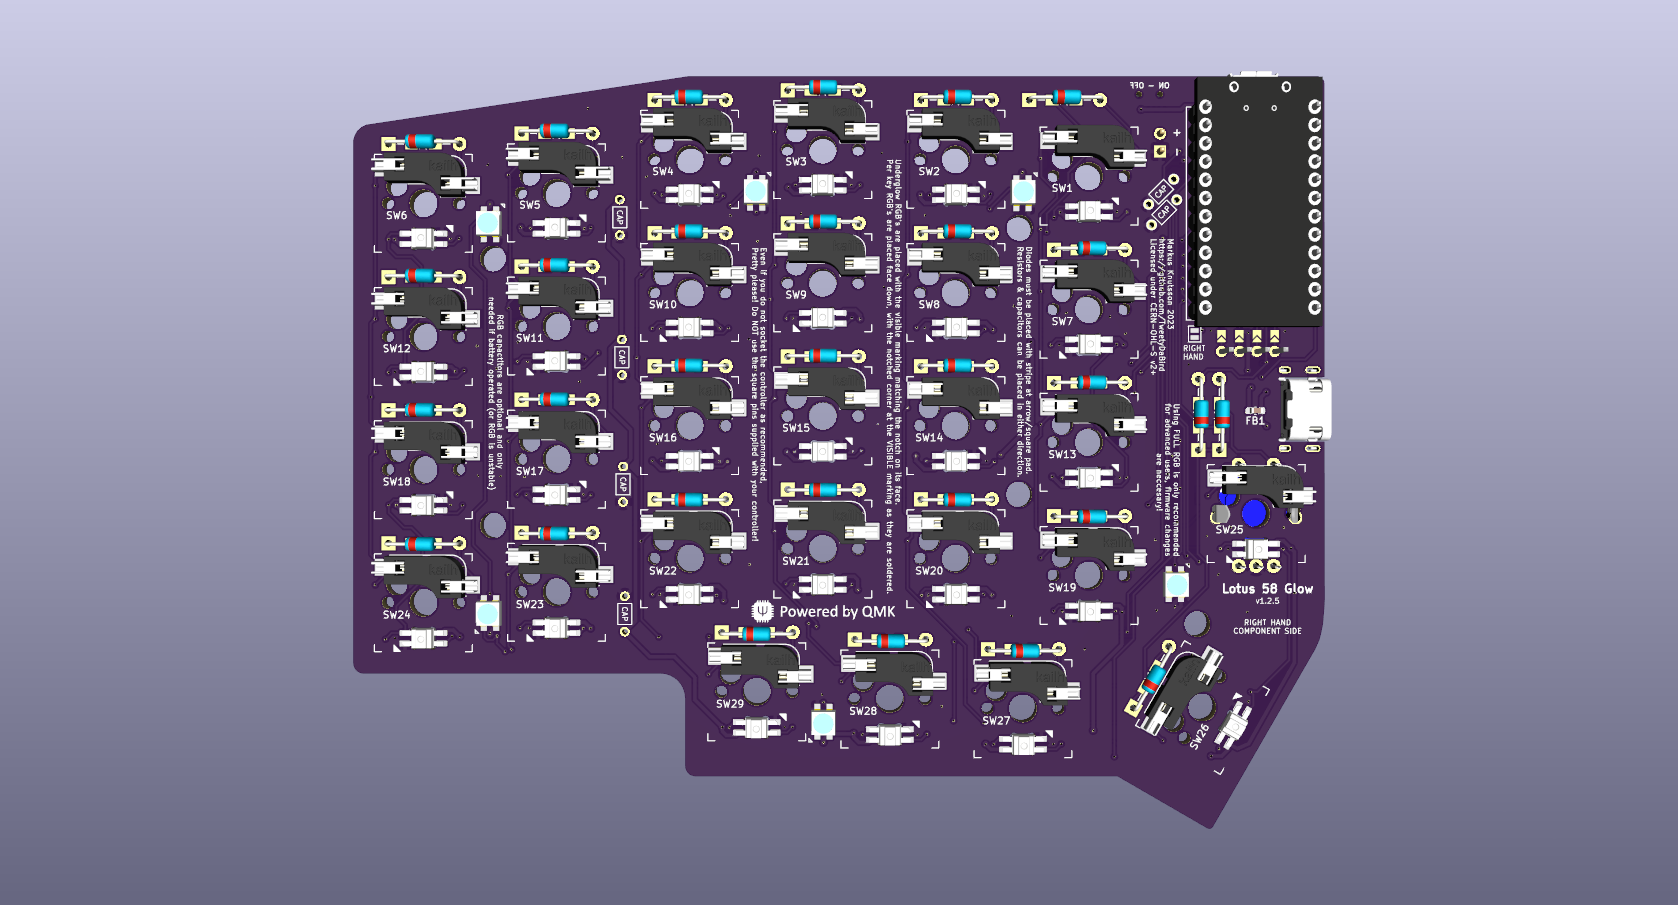 ON - OFF
+
-
SW6
SW5
SW4
SW3
SW2
SW1
CAP
CAP
CAP
SW12
SW11
SW10
SW9
SW8
SW7
CAP
RIGHT
HAND
SW18
SW17
SW16
SW15
SW14
SW13
CAP
FB1
SW25
SW24
SW23
SW22
SW21
SW20
SW19
CAP
Powered by QMK
Lotus 58 Glow
v1.2.5
RIGHT HAND
COMPONENT SIDE
SW29
SW28
SW27
SW26
RGB capacitors are optional and only
needed if battery operated (or RGB is unstable)
Even if you do not socket the controller as recommended,
Pretty please! Do NOT use the square pins supplied with your controller!
Underglow RGB's are placed with the visible marking matching the notch on its face.
Per key RGB's are placed face down, with the notched corner at the VISIBLE marking as they are soldered.
Diodes must be placed with stripe at arrow/square pad.
Resistors & capacitors can be placed in either direction.
Markus Knutsson 2023
https://github.com/TweetyDaBird
Licensed under CERN-OHL-S v2+
Using FULL RGB is only recommended
for advanced users, firmware changes
are neccesary!